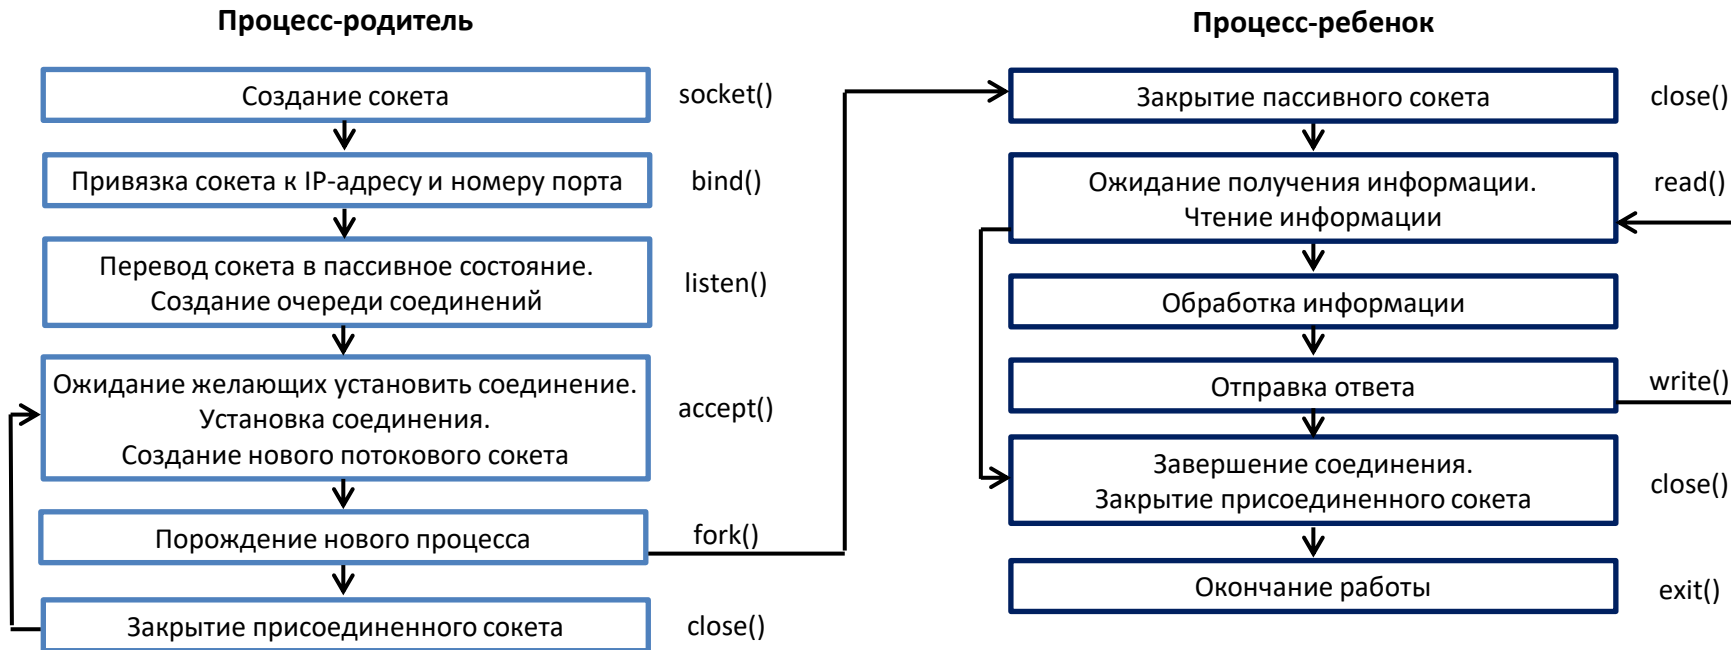 Процесс-родитель
Создание сокета
socket()
Привязка сокета к IP-адресу и номеру порта
bind()
Перевод сокета в пассивное состояние.
Создание очереди соединений
listen()
Ожидание желающих установить соединение.
Установка соединения.
Создание нового потокового сокета
accept()
Порождение нового процесса
fork()
Закрытие присоединенного сокета
close()
Процесс-ребенок
Закрытие пассивного сокета
close()
Ожидание получения информации.
Чтение информации
read()
Обработка информации
Отправка ответа
write()
Завершение соединения.
Закрытие присоединенного сокета
close()
Окончание работы
exit()